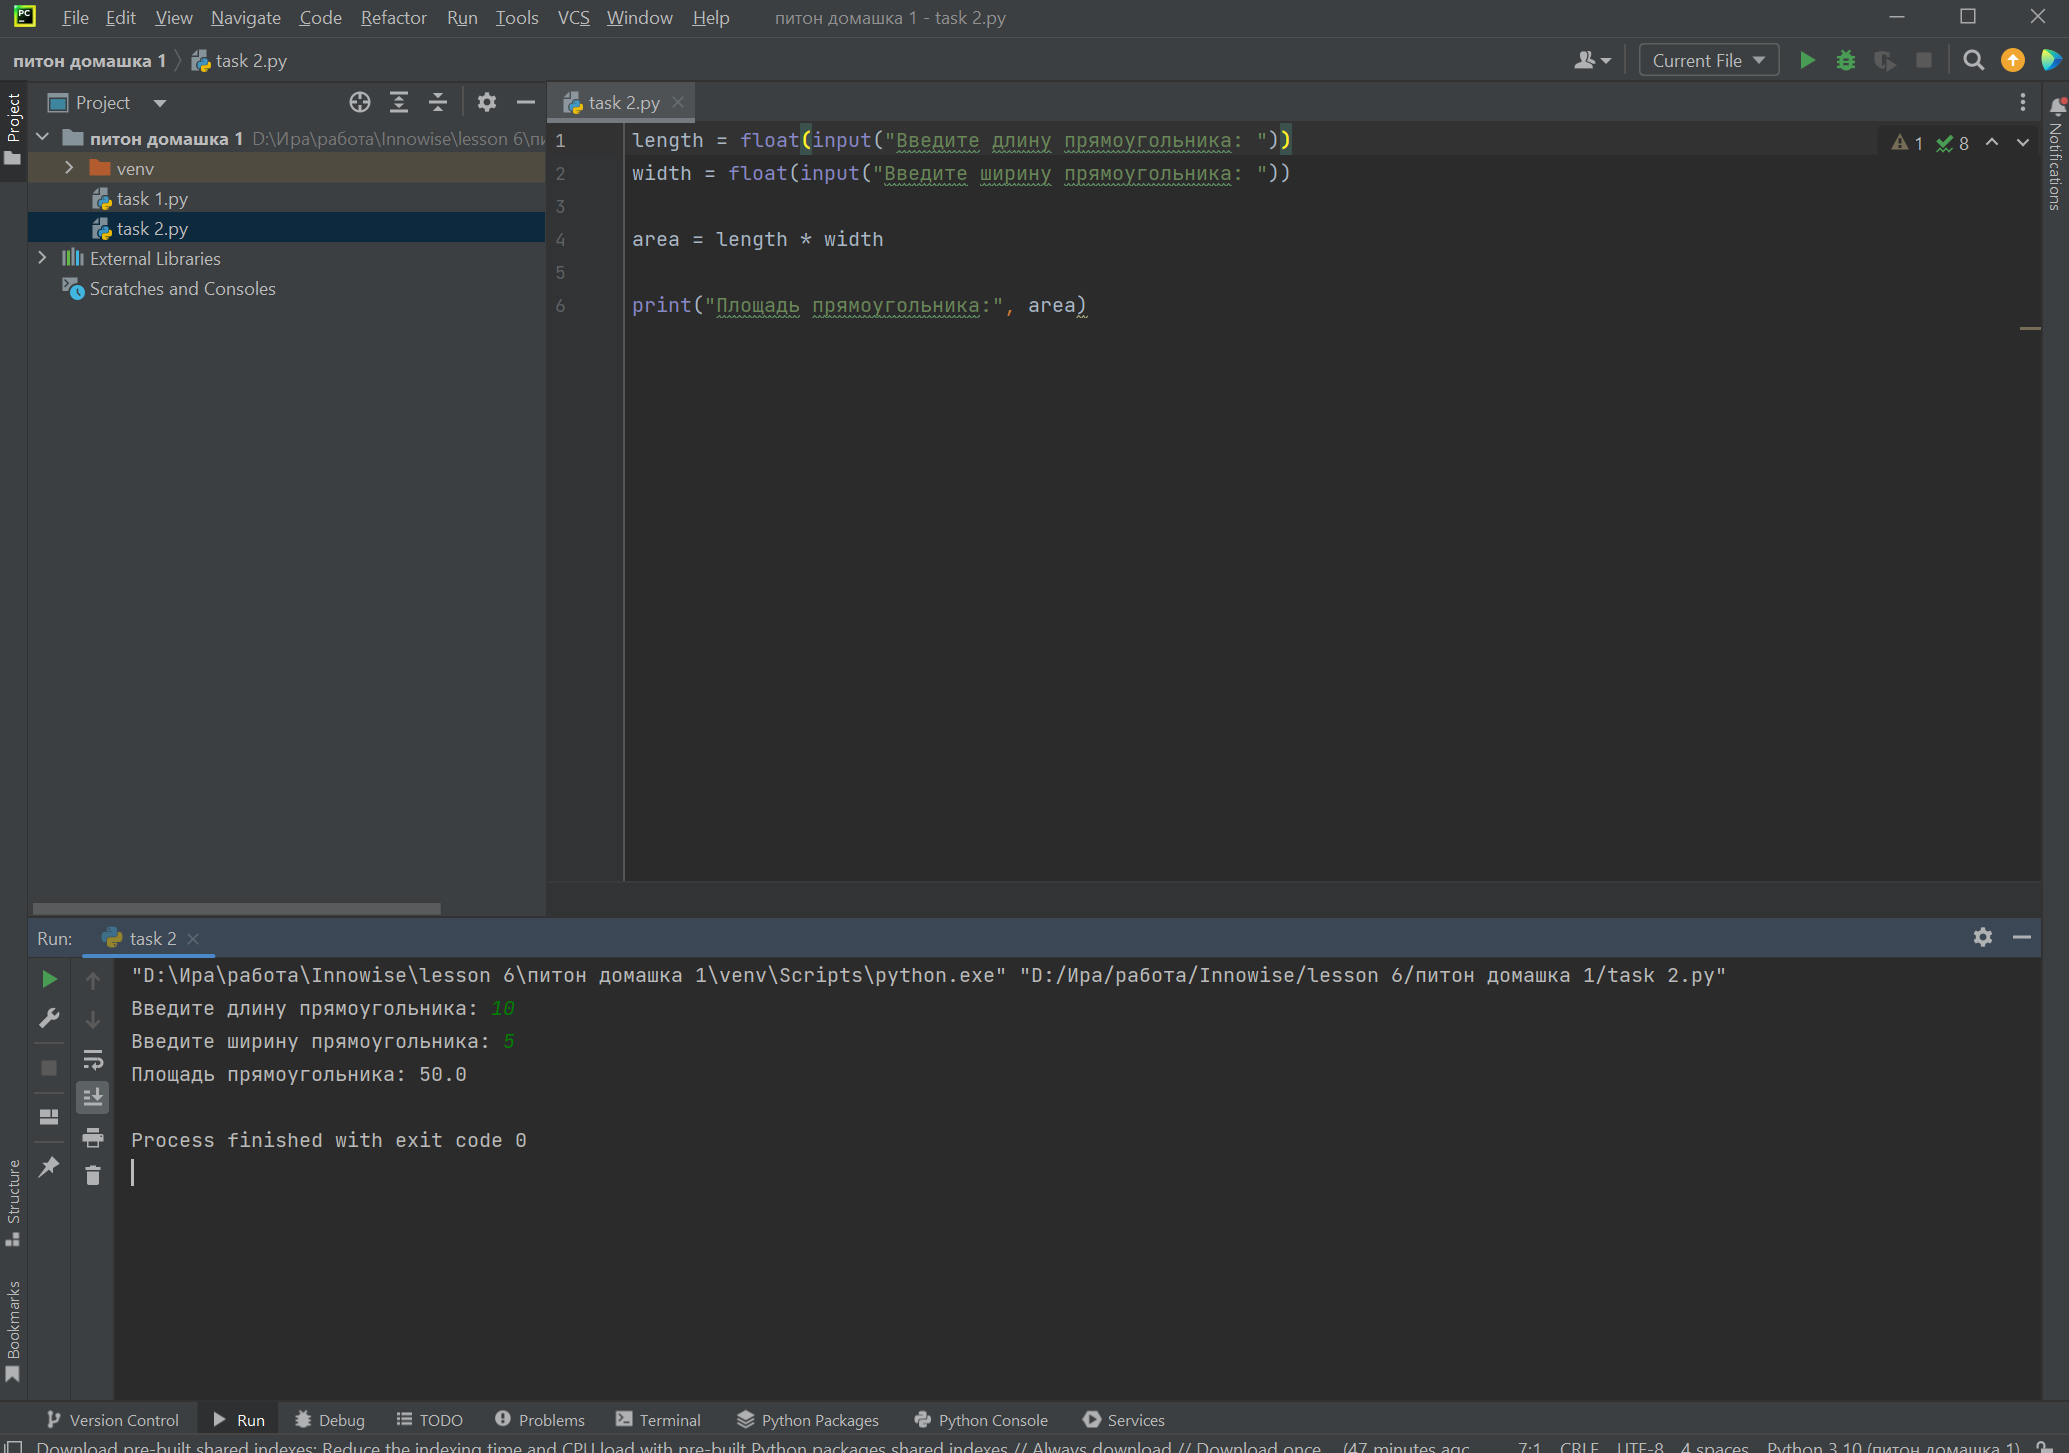 PC
File Edit View Navigate Code Refactor Run Tools VCS Window Help питон домашка 1 - task 2.py
питон домашка 1 task 2.py
Current File
Project
Project
task 2.py
Notifications
питон домашка 1 D:\Ира\работа\Innowise\lesson 6\пи
venv
task 1.py
task 2.py
External Libraries
Scratches and Consoles
1 length = float(input("Введите длину прямоугольника: "))
1 8
2 width = float(input("Введите ширину прямоугольника: "))
3
4 area = length * width
5
6 print("Площадь прямоугольника:", area)
Run: task 2
"D:\Ира\работа\Innowise\lesson 6\питон домашка 1\venv\Scripts\python.exe" "D:/Ира/работа/Innowise/lesson 6/питон домашка 1/task 2.py"
Введите длину прямоугольника: 10
Введите ширину прямоугольника: 5
Площадь прямоугольника: 50.0
Process finished with exit code 0
Structure
Bookmarks
Version Control Run Debug TODO Problems Terminal Python Packages Python Console Services
Download pre-built shared indexes: Reduce the indexing time and CPU load with pre-built Python packages shared indexes // Always download // Download once ... (47 minutes ago 7:1 CRLF UTF-8 4 spaces Python 3.10 (питон домашка 1)